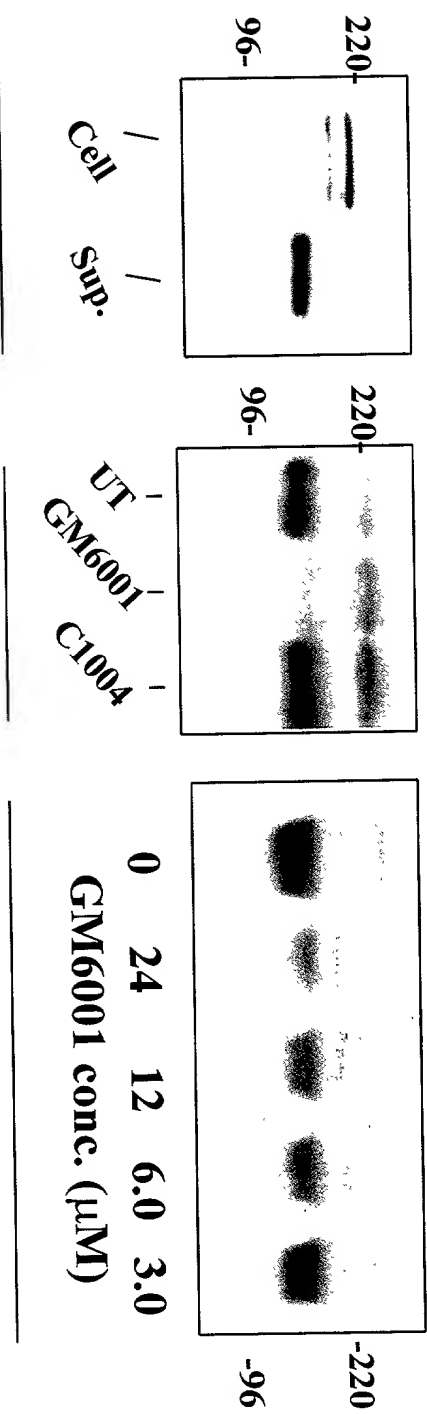 220-
96-
Cell
Sup.
220-
96-
UT
GM6001
C1004
-220
-96
0 24 12 6.0 3.0
GM6001 conc. (μM)